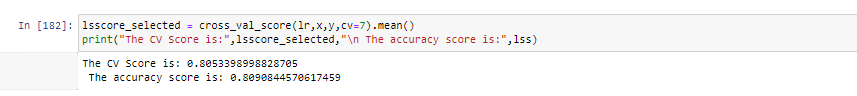 In [182]: lsscore_selected = cross_val_score(lr,x,y,cv=7).mean()
print("The CV Score is:",lsscore_selected,"\n The accuracy score is:",lss)
The CV Score is: 0.8053398998828705
The accuracy score is: 0.8090844570617459